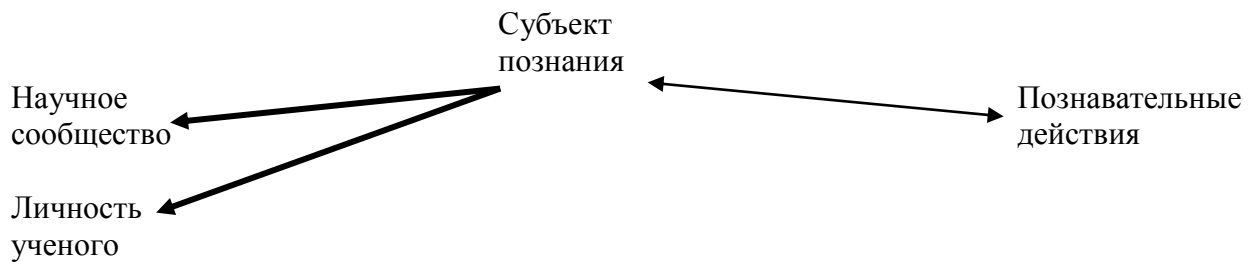 Субъект
познания
Научное
сообщество
Познавательные
действия
Личность
ученого